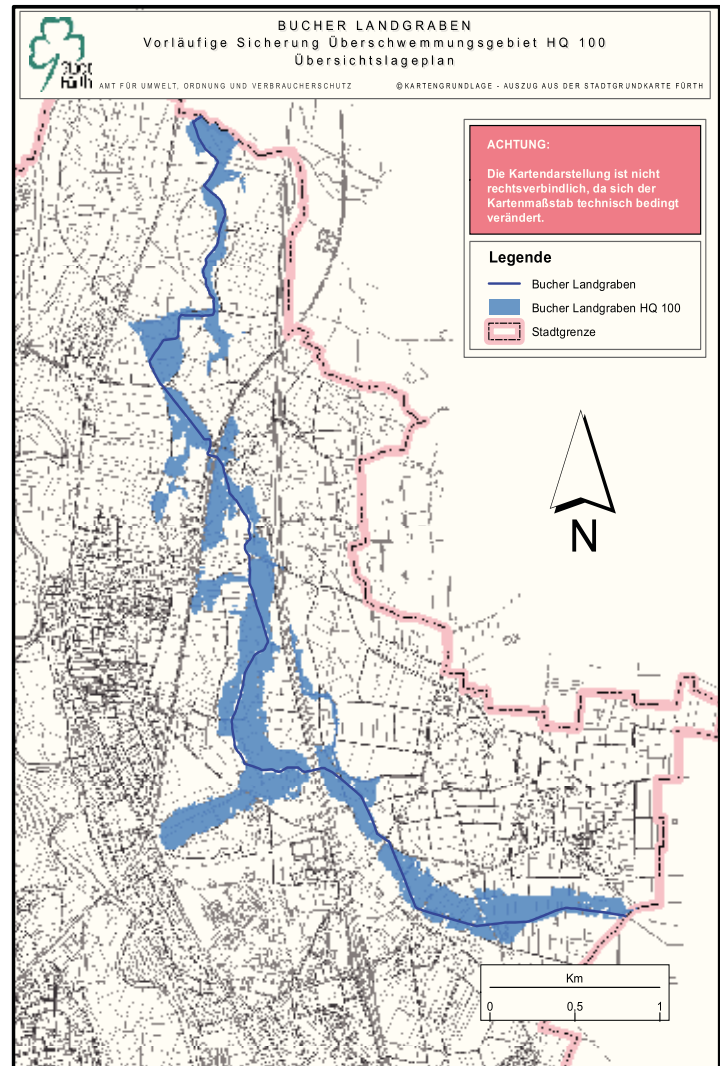 BUCHER LANDGRABEN
Vorläufige Sicherung Überschwemmungsgebiet HQ 100
Übersichtslageplan
Fürth
AMT FÜR UMWELT, ORDNUNG UND VERBRAUCHERSCHUTZ
©KARTENGRUNDLAGE - AUSZUG AUS DER STADTGRUNDKARTE FÜRTH
ACHTUNG:
Die Kartendarstellung ist nicht
rechtsverbindlich, da sich der
Kartenmaßstab technisch bedingt
verändert.
Legende
Bucher Landgraben
Bucher Landgraben HQ 100
Stadtgrenze
N
Km
0 0,5 1